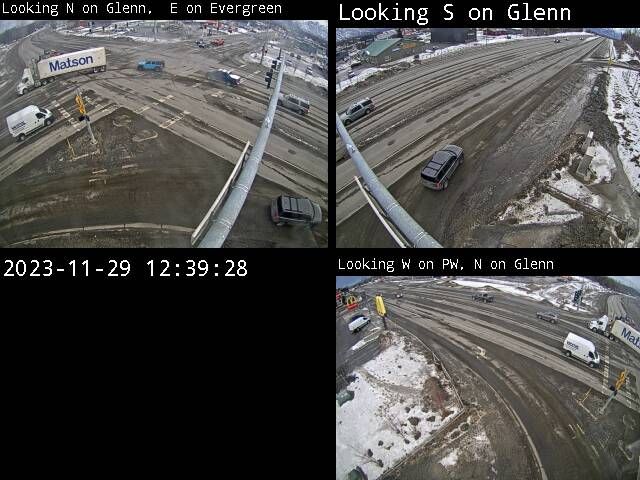 Looking N on Glenn,  E on Evergreen
Looking S on Glenn
Matson
2023-11-29 12:39:28
Looking W on PW, N on Glenn